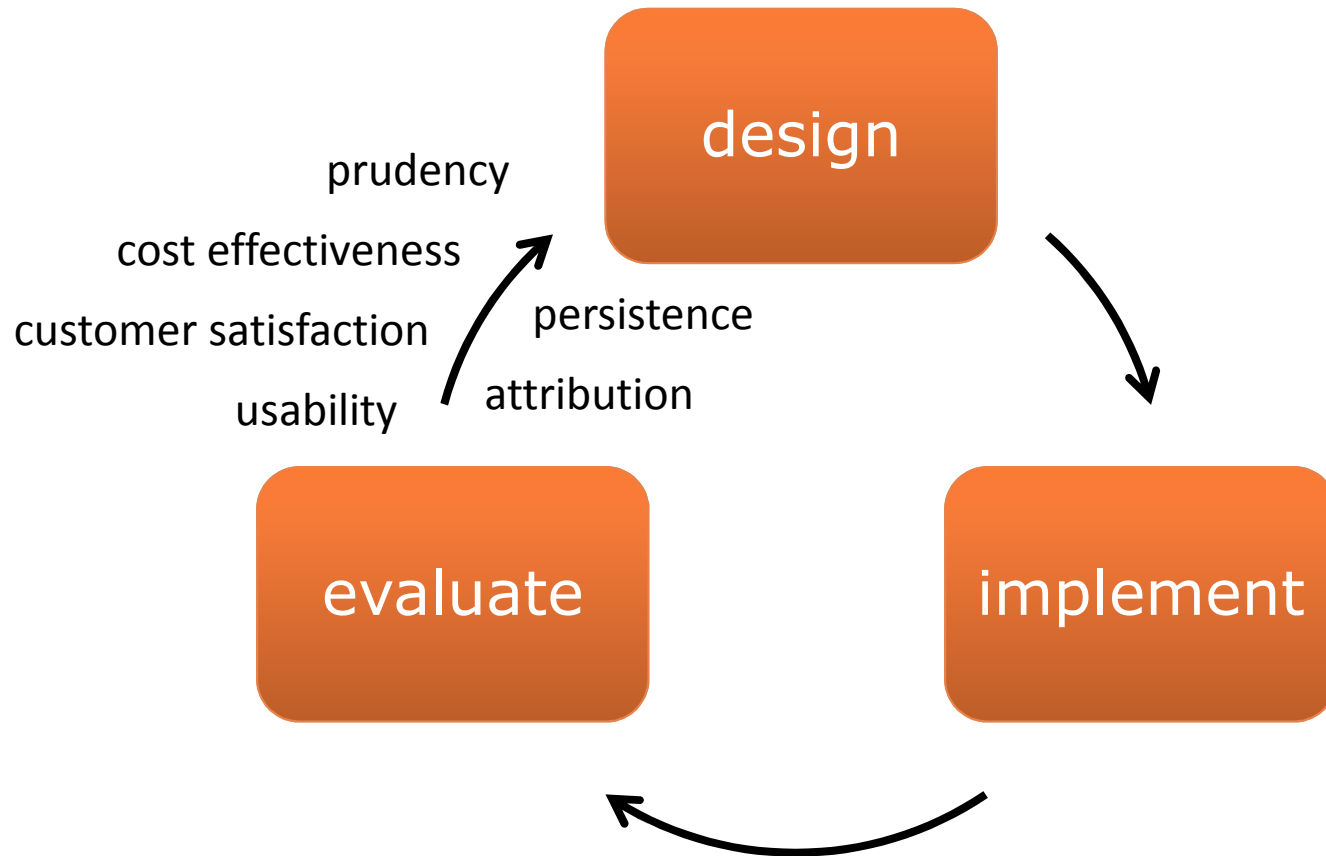 design
prudency
cost effectiveness
persistence
customer satisfaction
attribution
usability
evaluate
implement